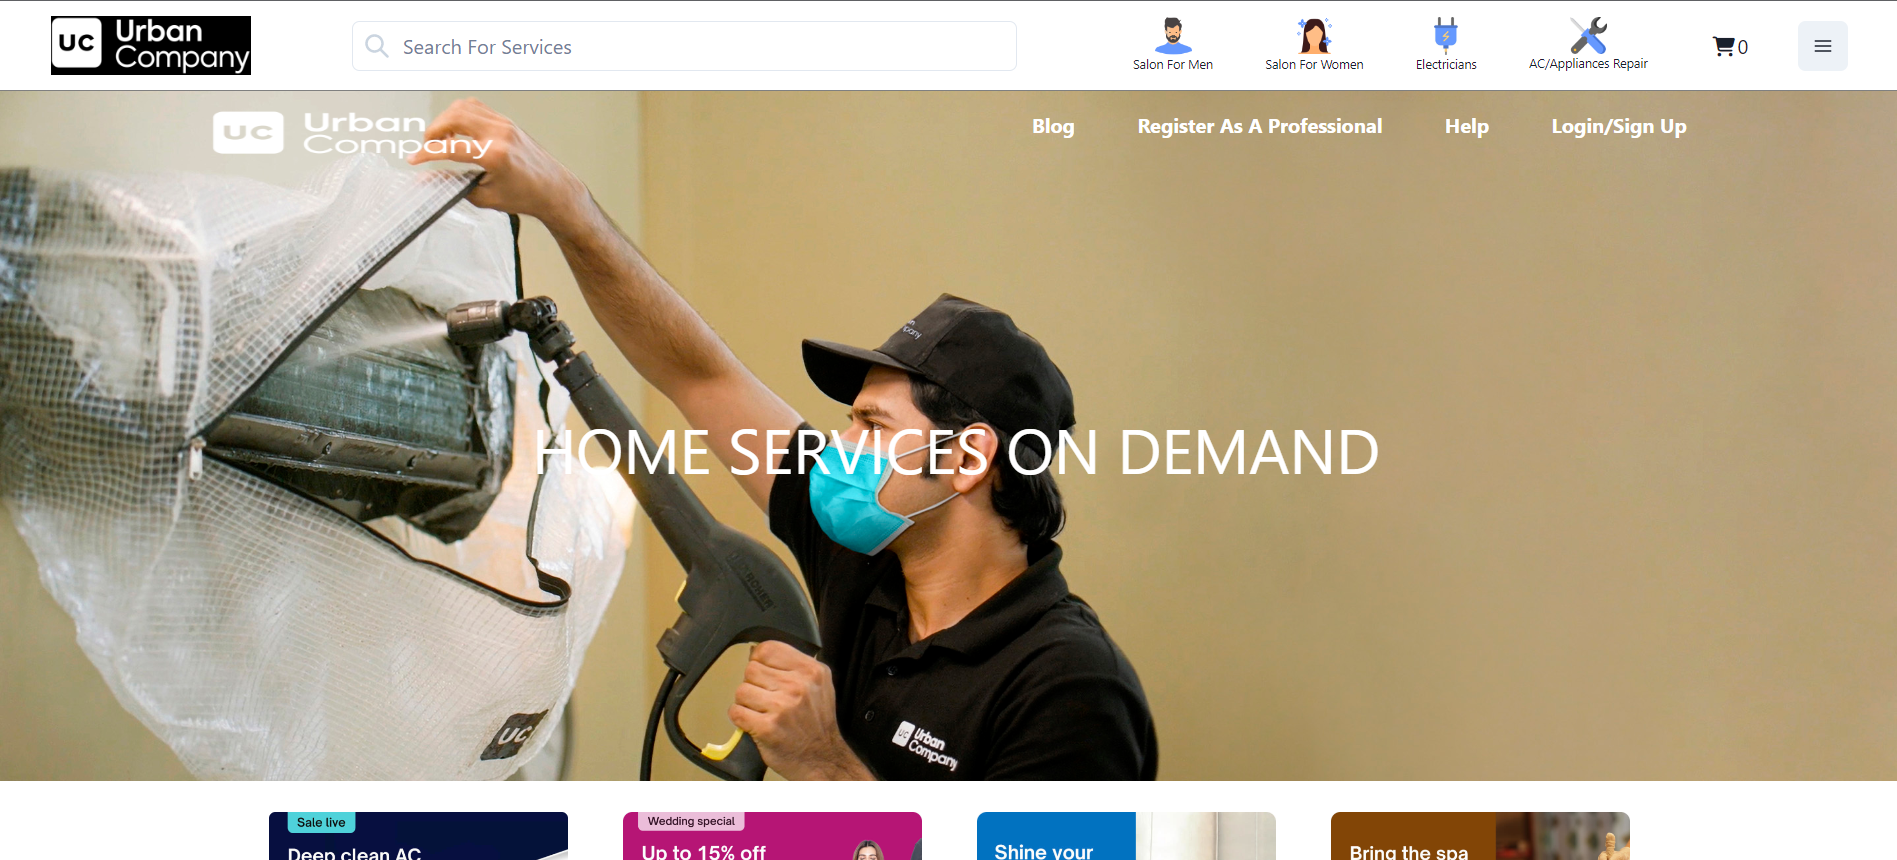 UC Urban
Company
Search For Services
Salon For Men
Salon For Women
Electricians
AC/Appliances Repair
0
UC Urban
Company
Blog
Register As A Professional
Help
Login/Sign Up
HOME SERVICES ON DEMAND
UC
UC Urban
Company
Sale live
Deep clean AC
Wedding special
Up to 15% off
Shine your
Bring the spa